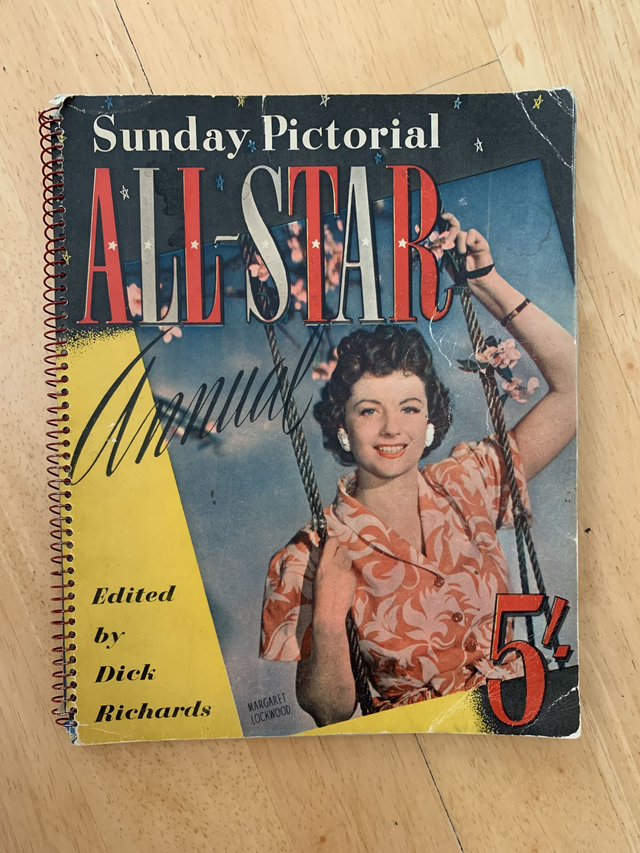 Sunday Pictorial
ALL-STAR
Annual
Edited
by
Dick
Richards
MARGARET
LOCKWOOD
5/-